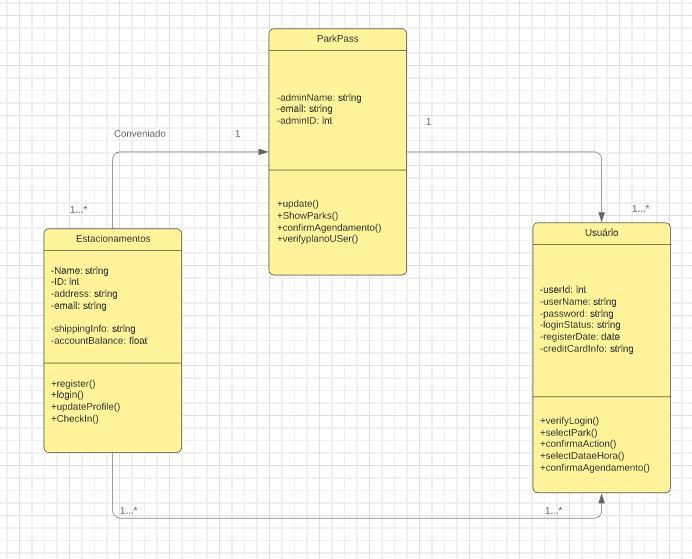 ParkPass
-adminName: string
-email: string
-adminID: int
+update()
+ShowParks()
+confirmAgendamento()
+verifyplanoUSer()
Conveniado
1
1
1...*
1...*
Estacionamentos
-Name: string
-ID: int
-address: string
-email: string
-shippingInfo: string
-accountBalance: float
+register()
+login()
+updateProfile()
+CheckIn()
Usuário
-userId: int
-userName: string
-password: string
-loginStatus: string
-registerDate: date
-creditCardInfo: string
+verifyLogin()
+selectPark()
+confirmaAction()
+selectDataeHora()
+confirmaAgendamento()
1...*
1...*